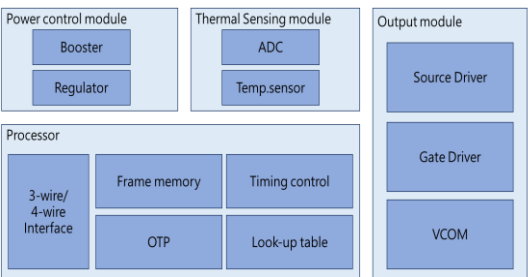 Power control module
Booster
Regulator
Thermal Sensing module
ADC
Temp.sensor
Output module
Source Driver
Gate Driver
VCOM
Processor
3-wire/
4-wire
Interface
Frame memory
Timing control
OTP
Look-up table